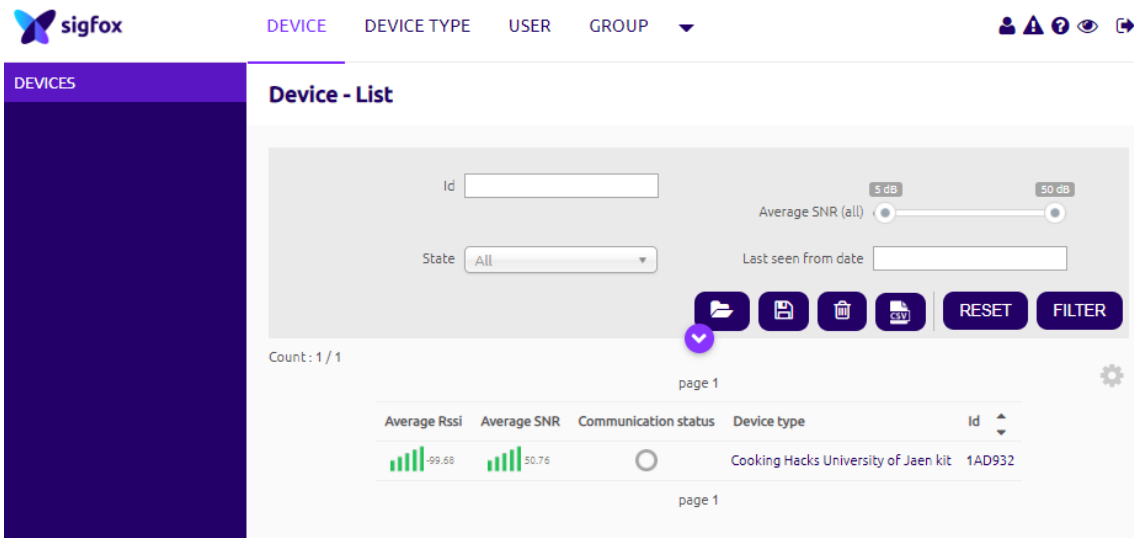 sigfox DEVICE DEVICE TYPE USER GROUP
DEVICES
Device - List
Id
5 dB 50 dB
Average SNR (all)
State All Last seen from date
CSV RESET FILTER
Count : 1 / 1
page 1
Average Rssi Average SNR Communication status Device type Id
-99.68 50.76 Cooking Hacks University of Jaen kit 1AD932
page 1